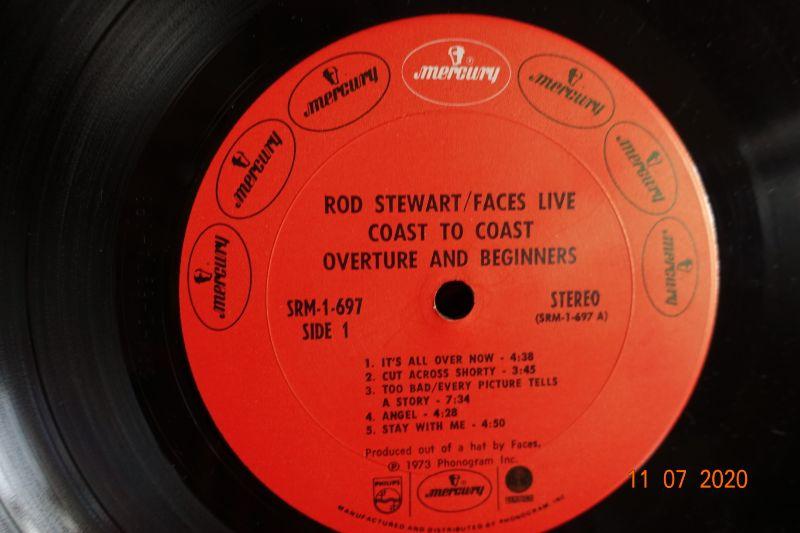 mercury
mercury
mercury
mercury
mercury
mercury
mercury
ROD STEWART/FACES LIVE
COAST TO COAST
OVERTURE AND BEGINNERS
SRM-1-697
SIDE 1
STEREO
(SRM-1-697 A)
1. IT'S ALL OVER NOW - 4:38
2. CUT ACROSS SHORTY - 3:45
3. TOO BAD/EVERY PICTURE TELLS
A STORY - 7:34
4. ANGEL - 4:28
5. STAY WITH ME - 4:50
Produced out of a hat by Faces.
℗ 1973 Phonogram Inc.
PHILIPS
mercury
MANUFACTURED AND DISTRIBUTED BY PHONOGRAM, INC
11 07 2020